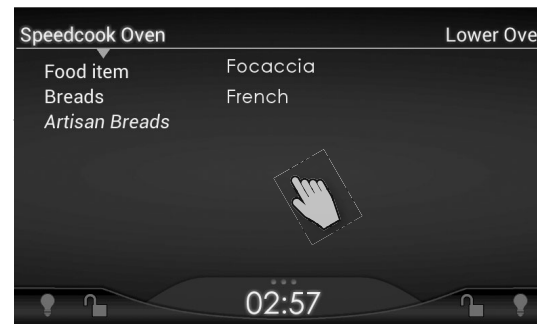 Speedcook Oven
Lower Ove
Food item
Focaccia
Breads
French
Artisan Breads
02:57